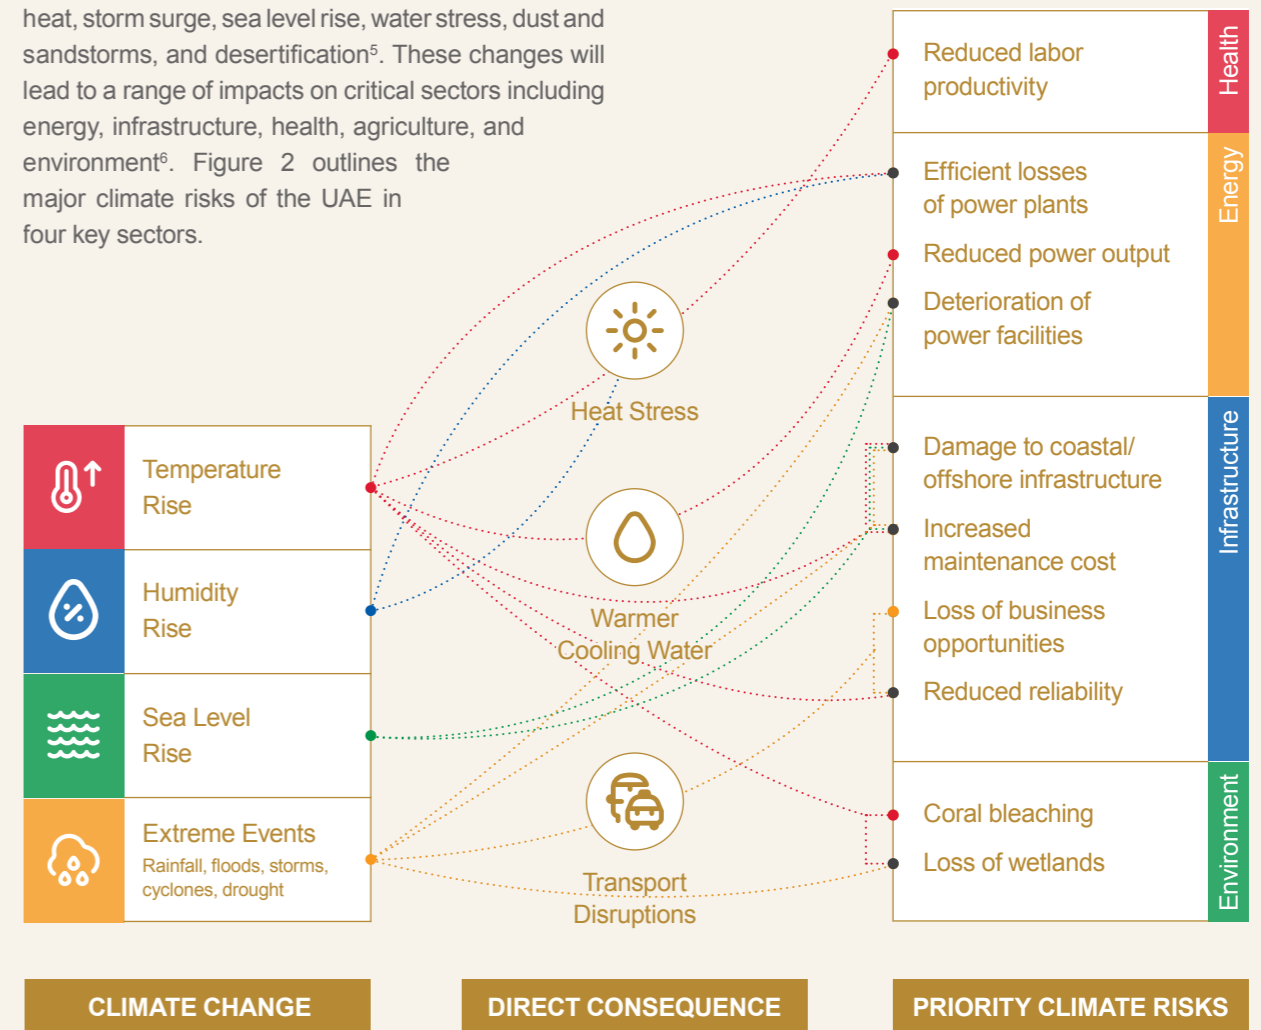 heat, storm surge, sea level rise, water stress, dust and
sandstorms, and desertification⁵. These changes will
lead to a range of impacts on critical sectors including
energy, infrastructure, health, agriculture, and
environment⁶. Figure 2 outlines the
major climate risks of the UAE in
four key sectors.
Temperature
Rise
Humidity
Rise
Sea Level
Rise
Extreme Events
Rainfall, floods, storms,
cyclones, drought
CLIMATE CHANGE
Heat Stress
Warmer
Cooling Water
Transport
Disruptions
DIRECT CONSEQUENCE
Health
Reduced labor
productivity
Energy
Efficient losses
of power plants
Reduced power output
Deterioration of
power facilities
Infrastructure
Damage to coastal/
offshore infrastructure
Increased
maintenance cost
Loss of business
opportunities
Reduced reliability
Environment
Coral bleaching
Loss of wetlands
PRIORITY CLIMATE RISKS